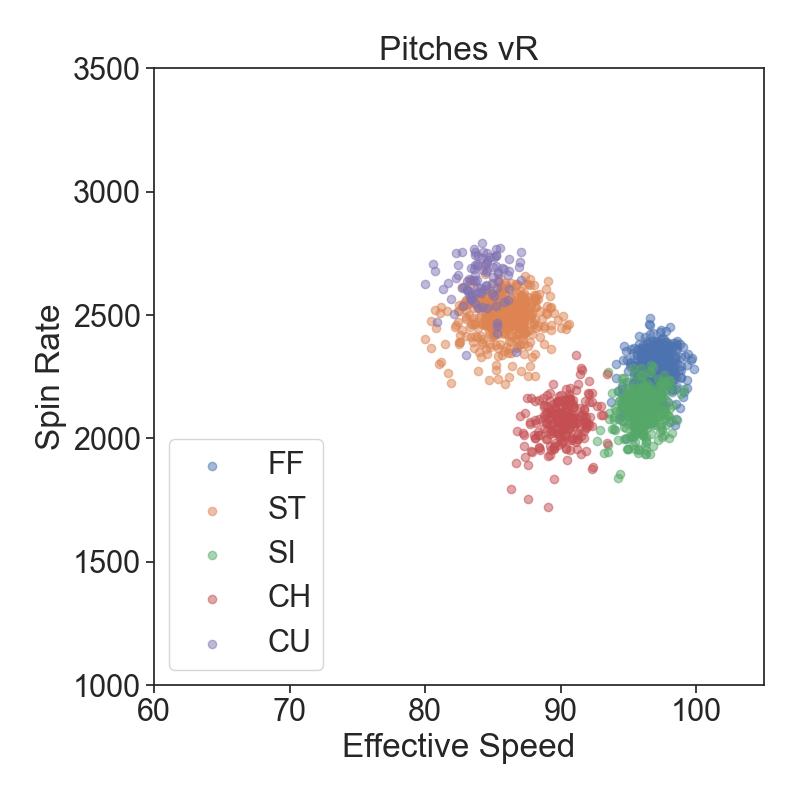 Pitches vR
3500
3000
2500
2000
1500
1000
Spin Rate
FF
ST
SI
CH
CU
60 70 80 90 100
Effective Speed